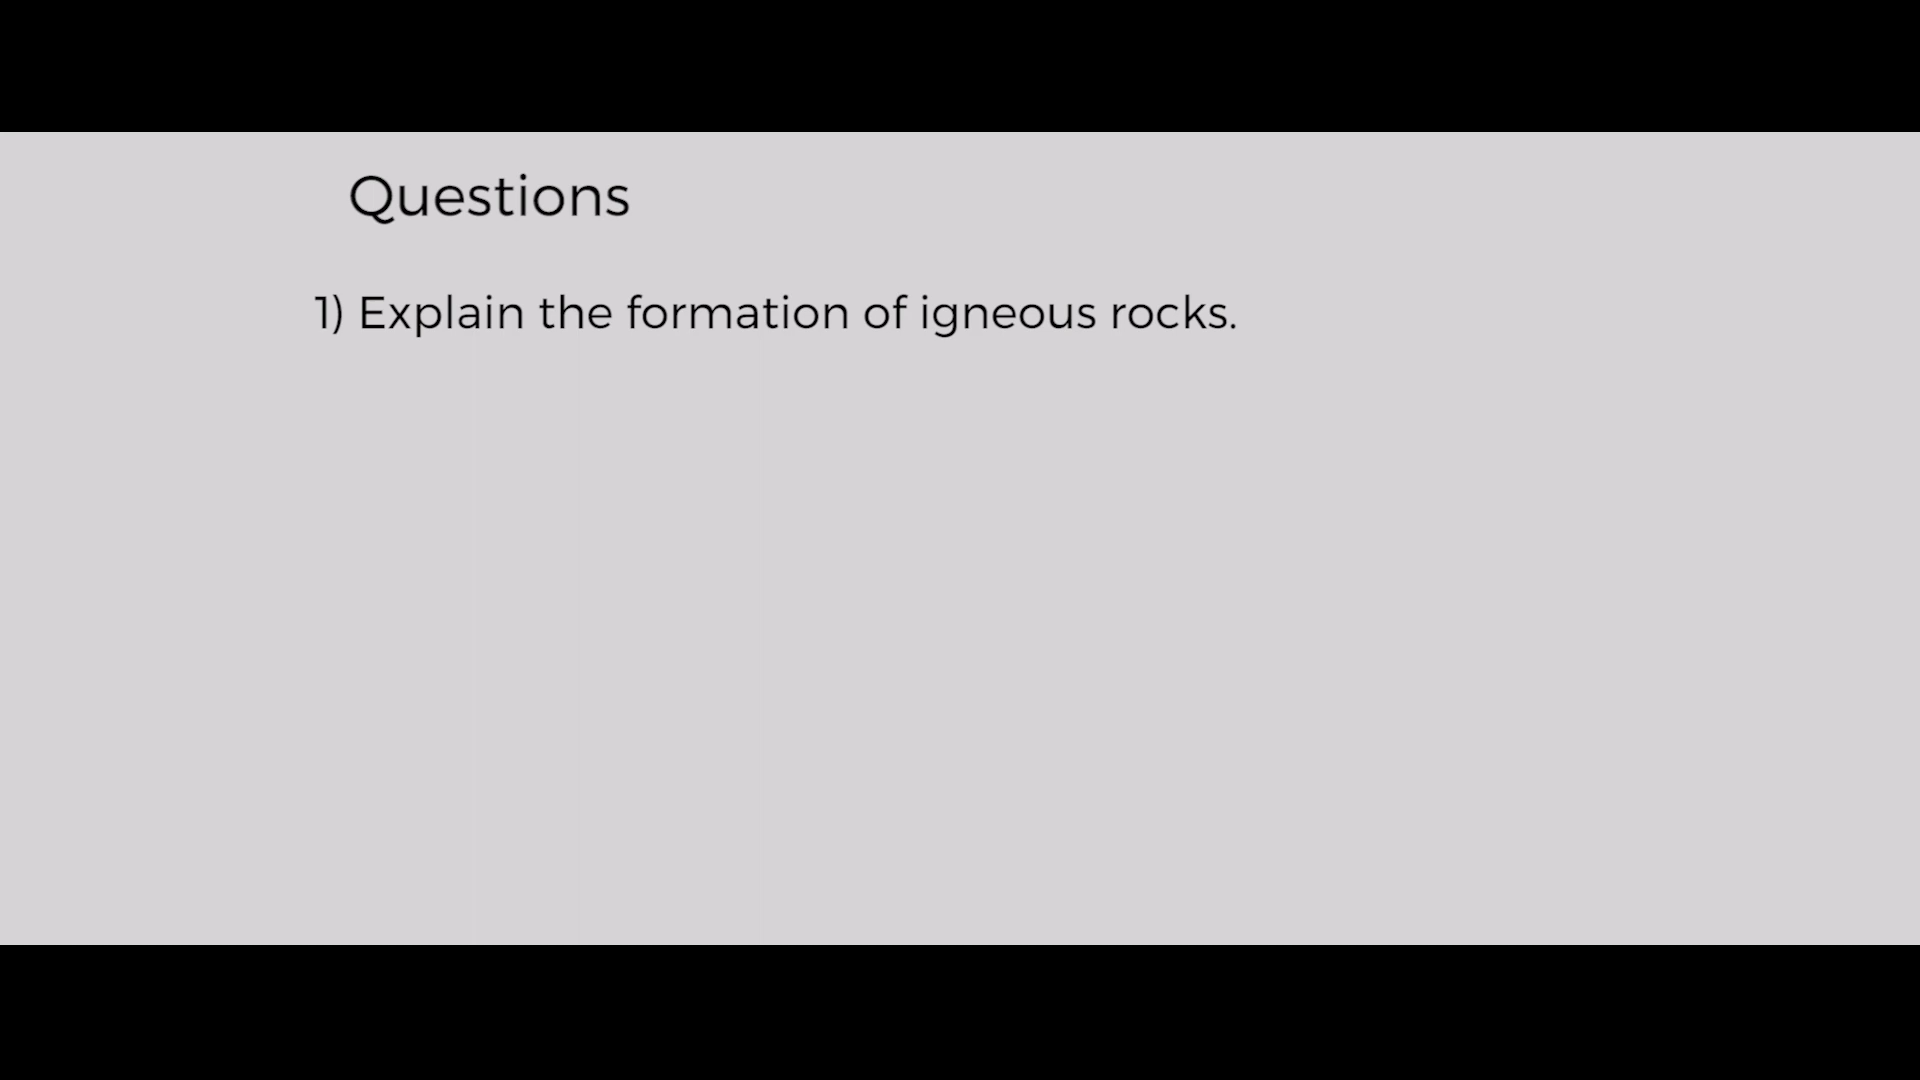 Questions
1) Explain the formation of igneous rocks.